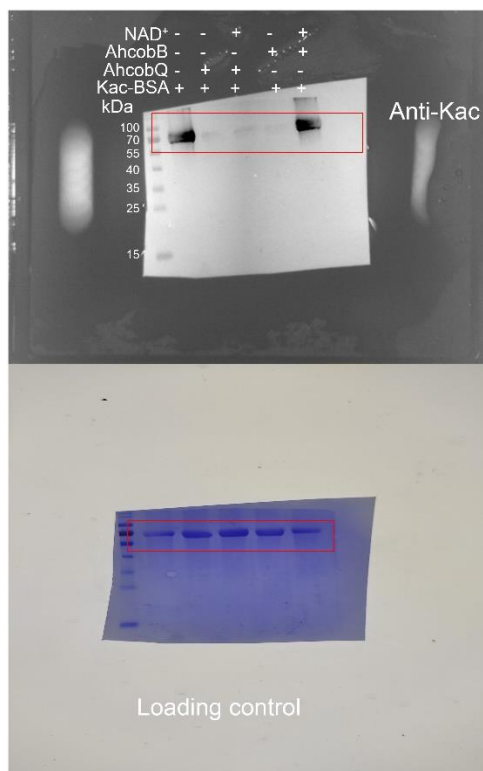 NAD⁺ - - + - +
AhcobB - - - + +
AhcobQ - + + - -
Kac-BSA + + + + +
kDa
Anti-Kac
100
70
55
40
35
25
15
Loading control